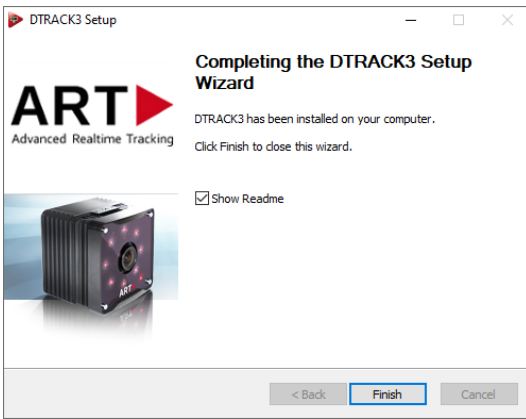 DTRACK3 Setup
Completing the DTRACK3 Setup
Wizard
ART
Advanced Realtime Tracking
DTRACK3 has been installed on your computer.
Click Finish to close this wizard.
Show Readme
ART
< Back
Finish
Cancel